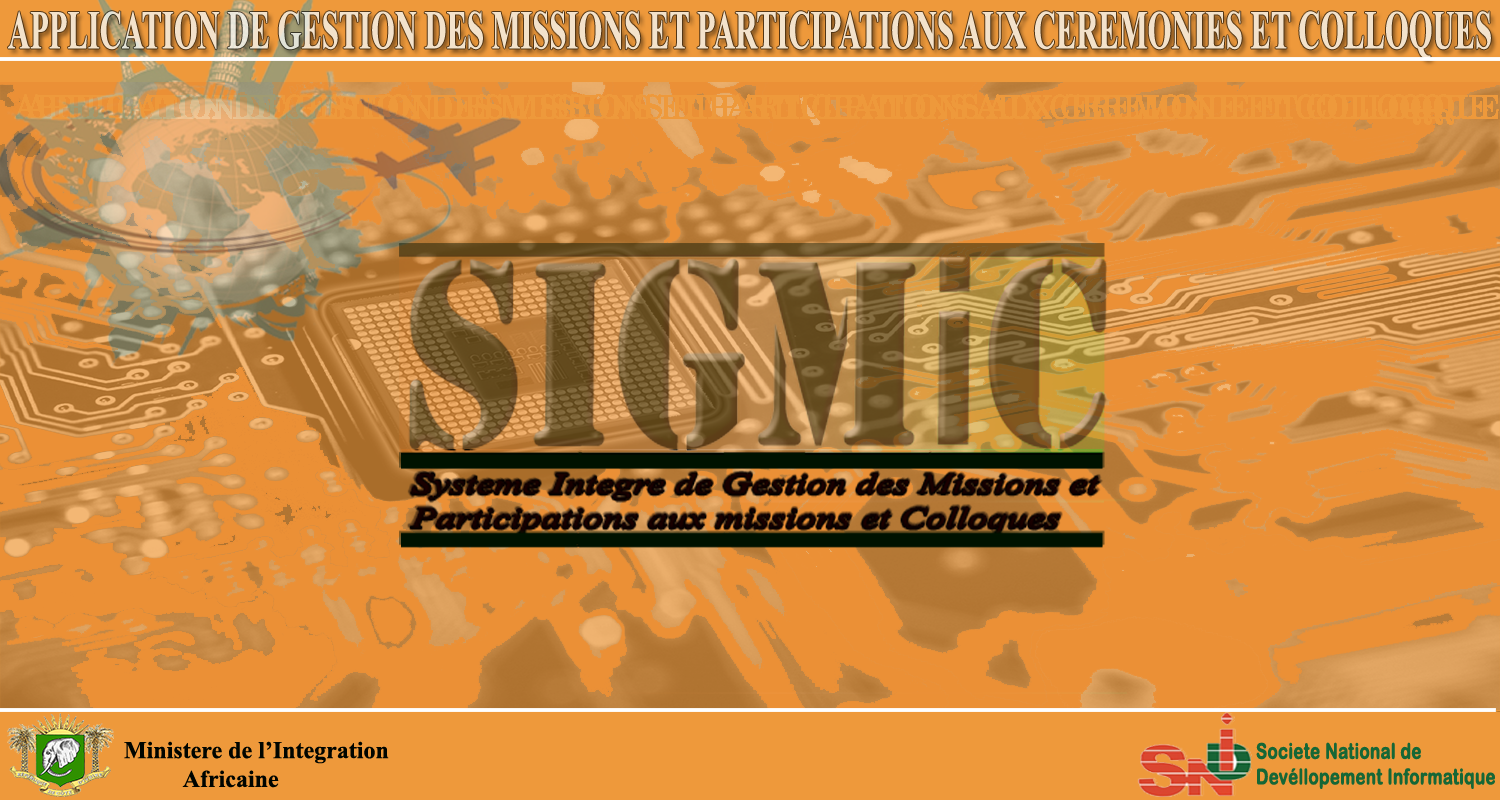 APPLICATION DE GESTION DES MISSIONS ET PARTICIPATIONS AUX CEREMONIES ET COLLOQUES
SIGMiC
Systeme Integre de Gestion des Missions et
Participations aux missions et Colloques
Ministere de l'Integration
Africaine
SNDI
Societe National de
Devéllopement Informatique